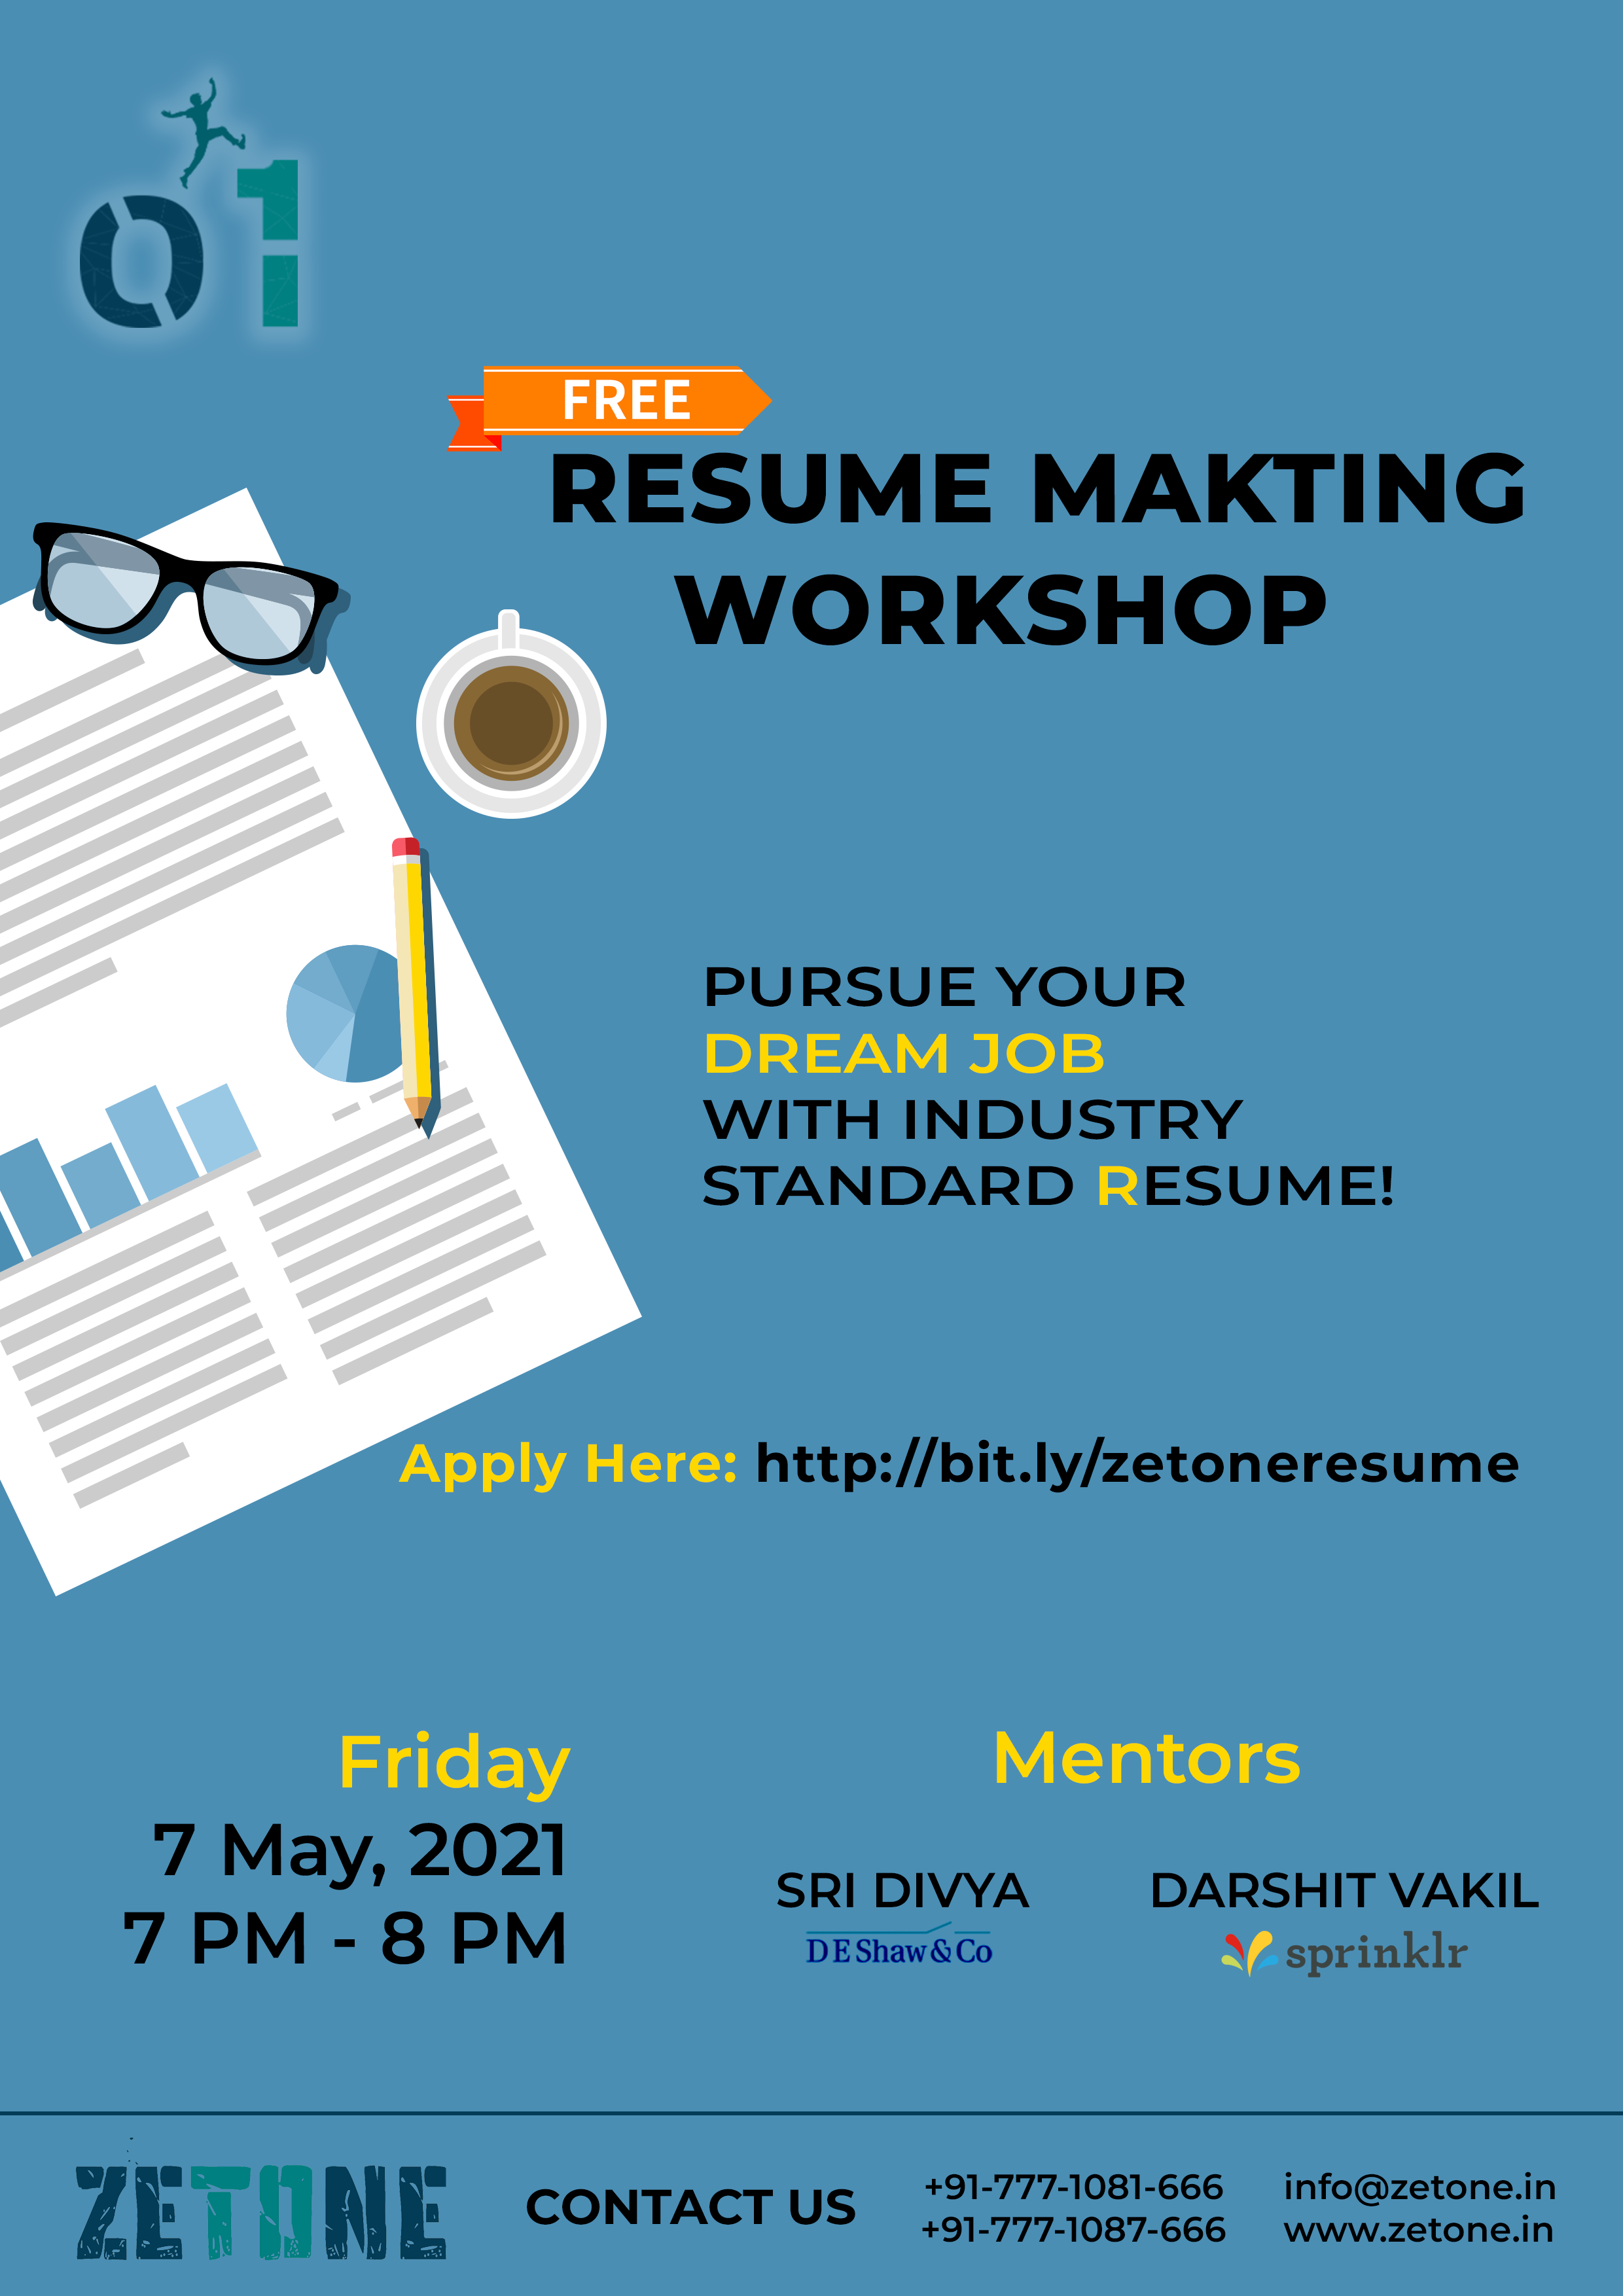 01
FREE
RESUME MAKTING
WORKSHOP
PURSUE YOUR
DREAM JOB
WITH INDUSTRY
STANDARD RESUME!
Apply Here: http://bit.ly/zetoneresume
Friday
7 May, 2021
7 PM - 8 PM
Mentors
SRI DIVYA
DE Shaw & Co
DARSHIT VAKIL
sprinklr
ZETONE
CONTACT US
+91-777-1081-666
+91-777-1087-666
info@zetone.in
www.zetone.in